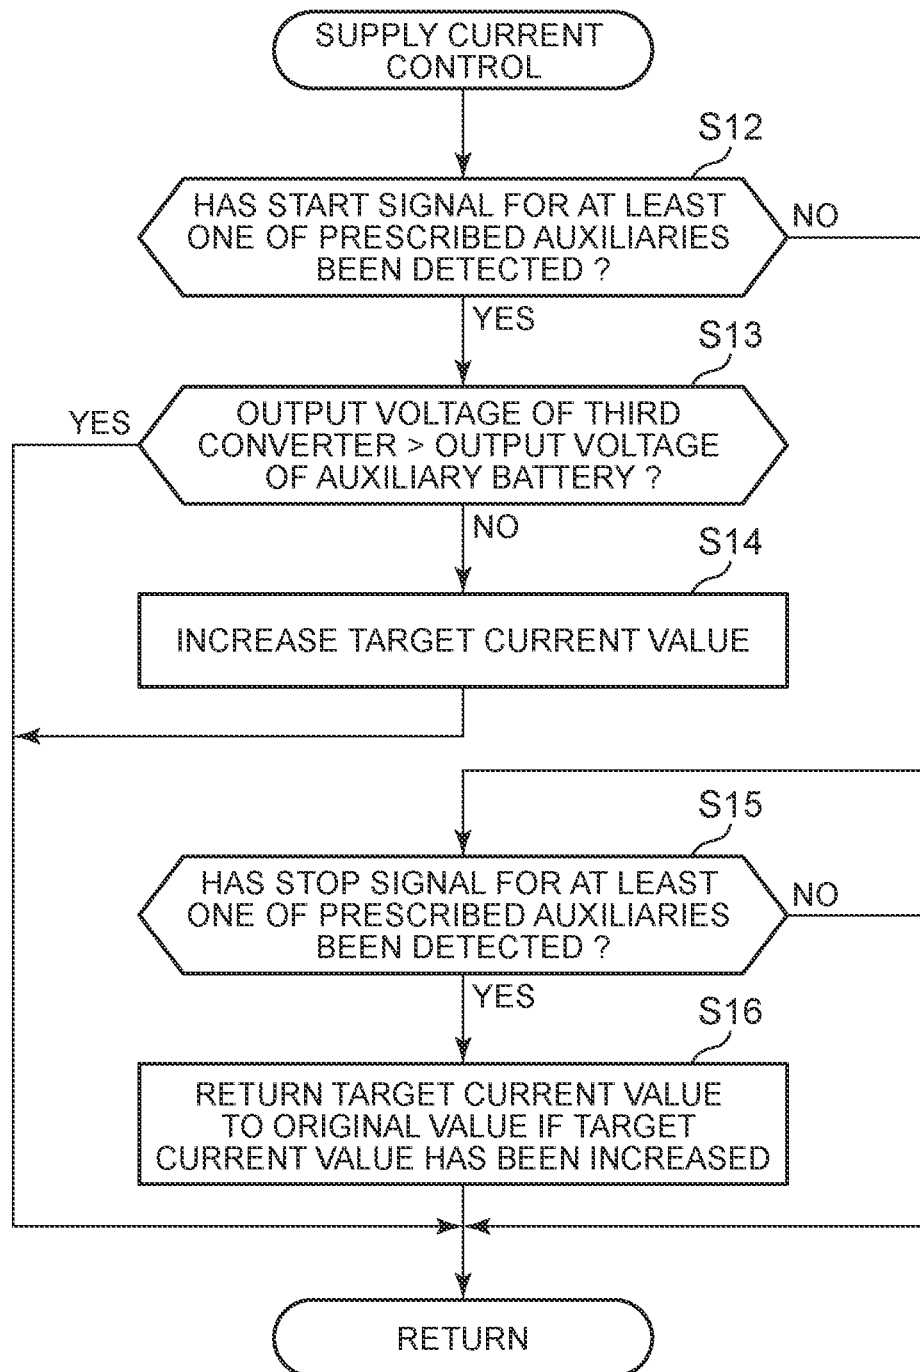 SUPPLY CURRENT
CONTROL
S12
HAS START SIGNAL FOR AT LEAST
ONE OF PRESCRIBED AUXILIARIES
BEEN DETECTED ?
NO
YES
S13
YES
OUTPUT VOLTAGE OF THIRD
CONVERTER > OUTPUT VOLTAGE
OF AUXILIARY BATTERY ?
NO
S14
INCREASE TARGET CURRENT VALUE
S15
HAS STOP SIGNAL FOR AT LEAST
ONE OF PRESCRIBED AUXILIARIES
BEEN DETECTED ?
NO
YES
S16
RETURN TARGET CURRENT VALUE
TO ORIGINAL VALUE IF TARGET
CURRENT VALUE HAS BEEN INCREASED
RETURN